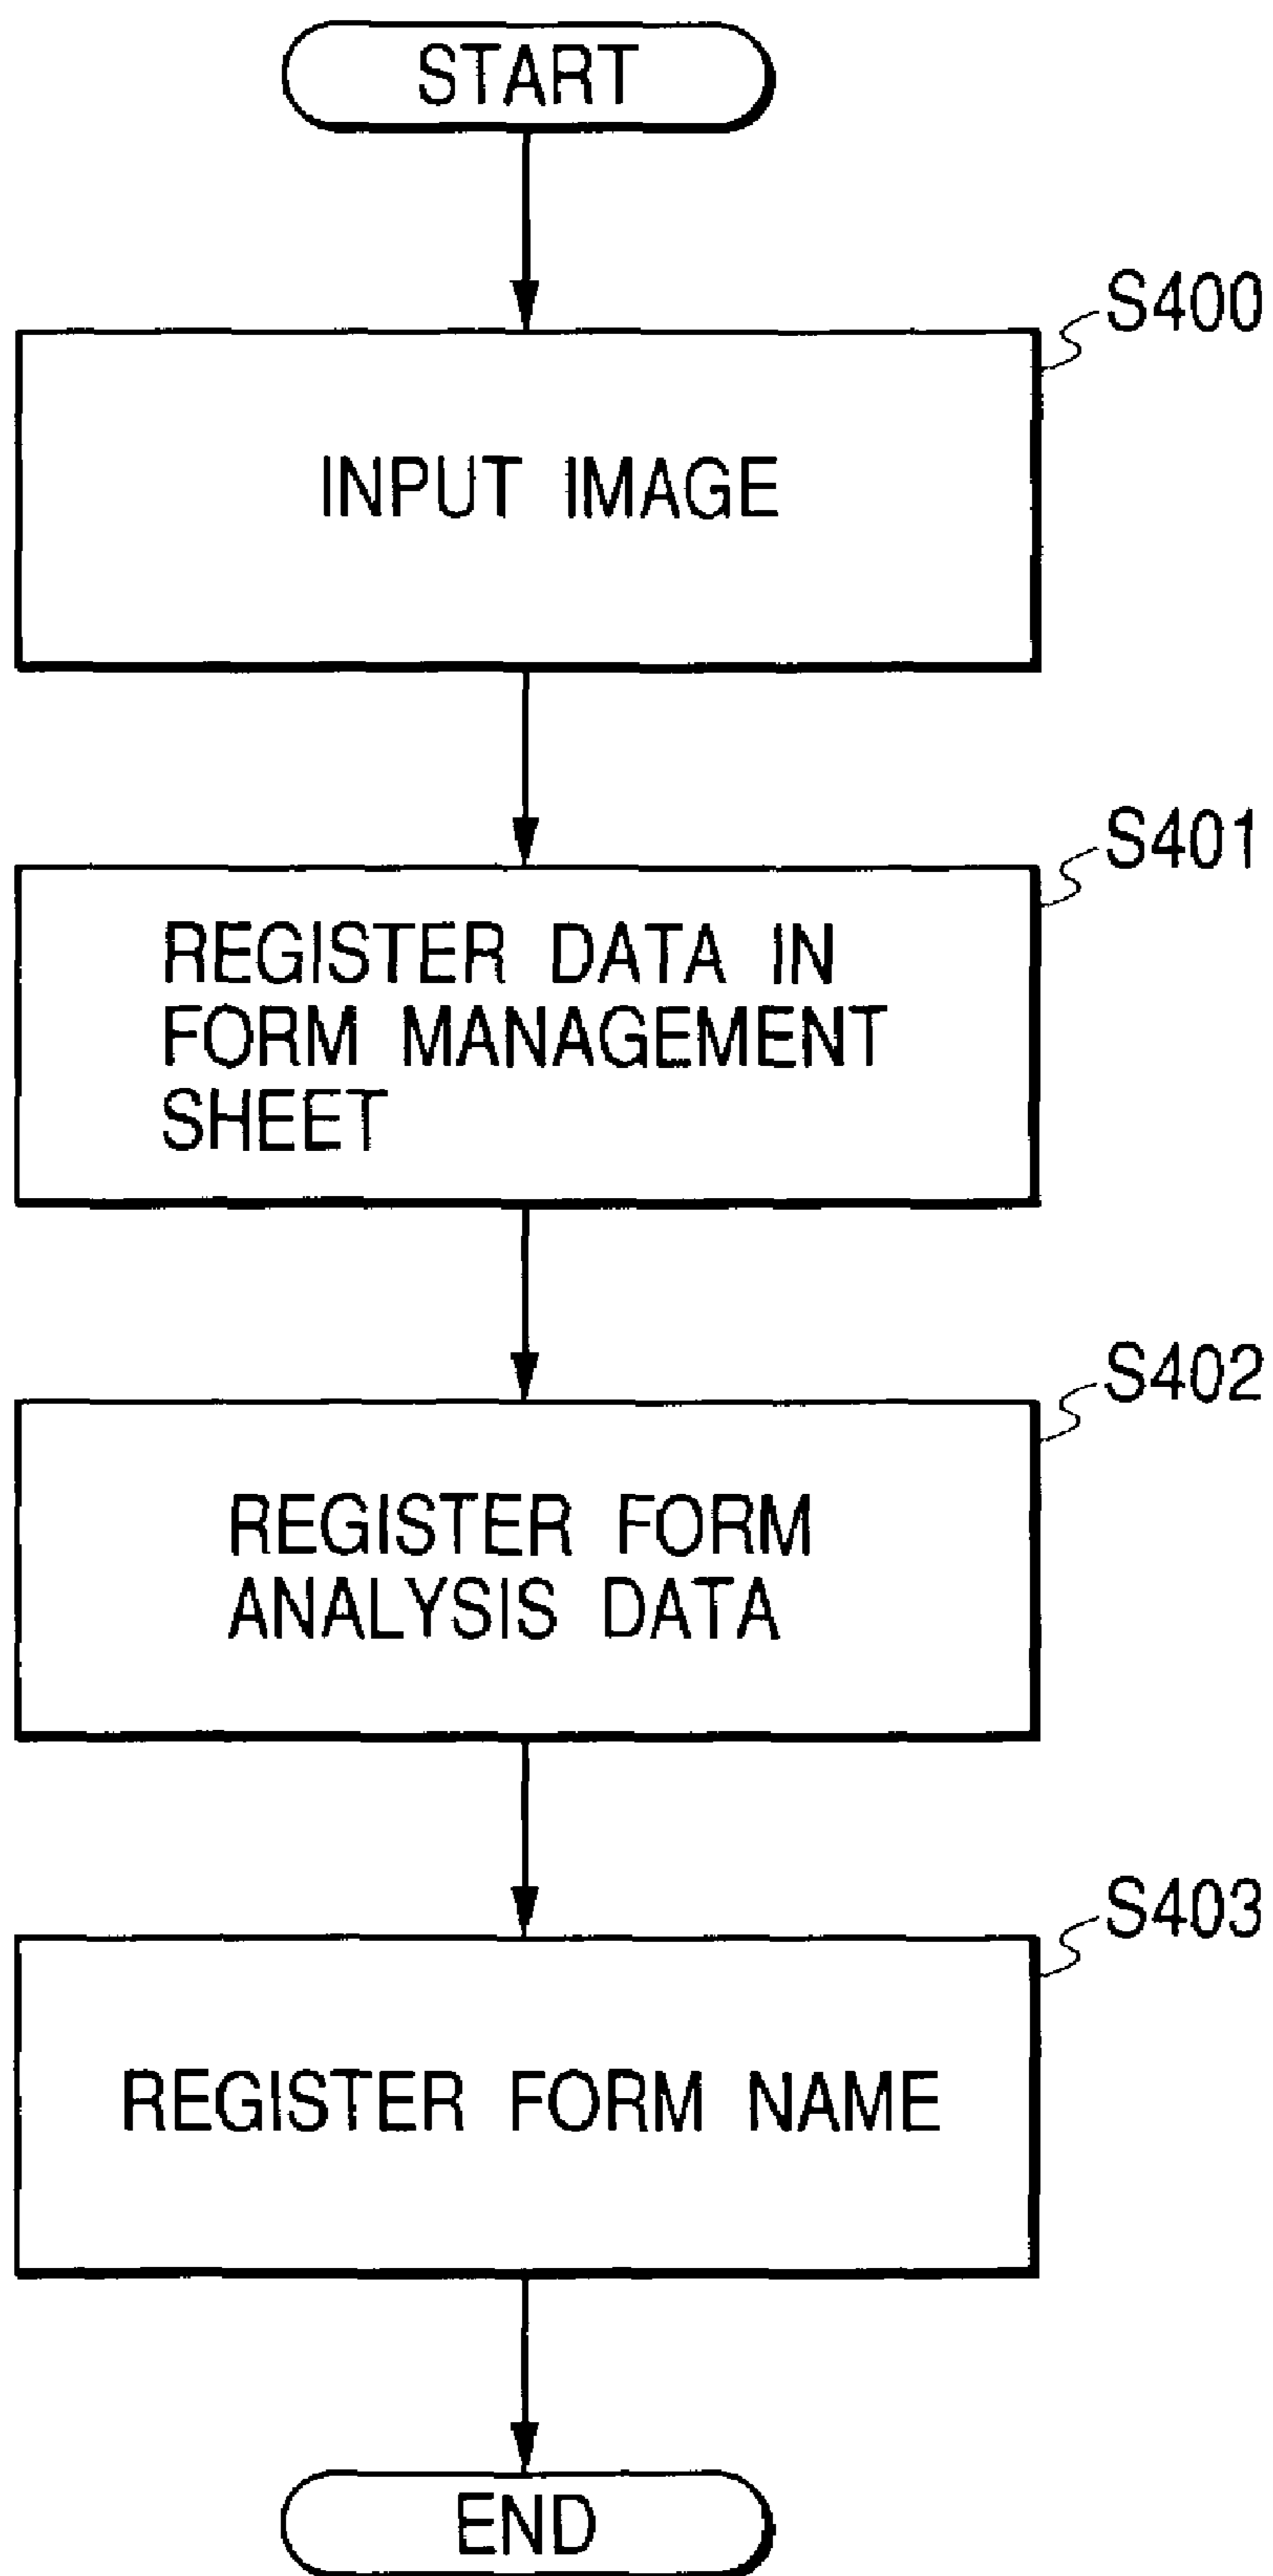 START
S400
INPUT IMAGE
S401
REGISTER DATA IN
FORM MANAGEMENT
SHEET
S402
REGISTER FORM
ANALYSIS DATA
S403
REGISTER FORM NAME
END